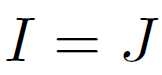 I = J